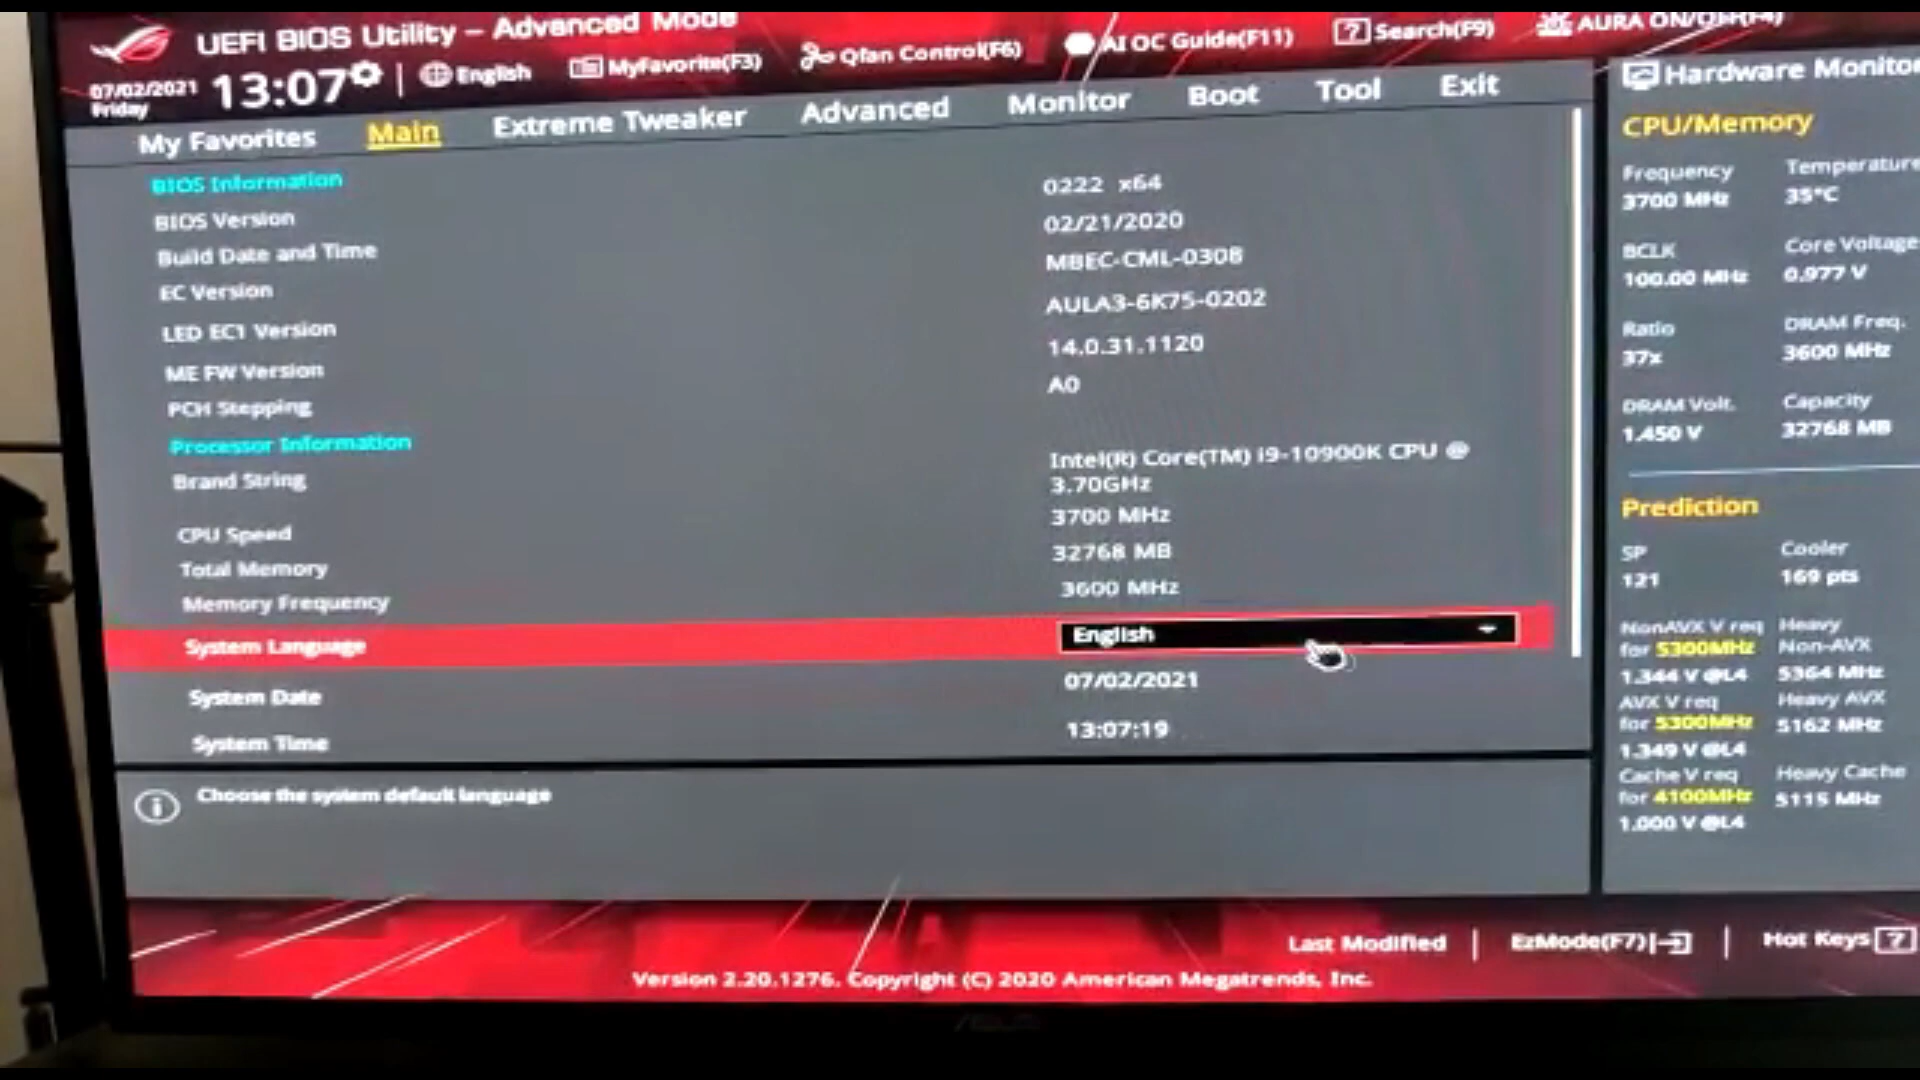 UEFI BIOS Utility – Advanced Mode
07/02/2021
Friday
13:07
English
MyFavorite(F3)
Qfan Control(F6)
AI OC Guide(F11)
Search(F9)
AURA ON/OFF(F4)
My Favorites
Main
Extreme Tweaker
Advanced
Monitor
Boot
Tool
Exit
BIOS Information
BIOS Version 0222 x64
Build Date and Time 02/21/2020
EC Version MBEC-CML-0308
LED EC1 Version AULA3-6K75-0202
ME FW Version 14.0.31.1120
PCH Stepping A0
Processor Information
Brand String Intel(R) Core(TM) i9-10900K CPU @
3.70GHz
CPU Speed 3700 MHz
Total Memory 32768 MB
Memory Frequency 3600 MHz
System Language English
System Date 07/02/2021
System Time 13:07:19
Choose the system default language
Hardware Monitor
CPU/Memory
Frequency Temperature
3700 MHz 35°C
BCLK Core Voltage
100.00 MHz 0.977 V
Ratio DRAM Freq.
37x 3600 MHz
DRAM Volt. Capacity
1.450 V 32768 MB
Prediction
SP Cooler
121 169 pts
NonAVX V req Heavy
for 5300MHz Non-AVX
1.344 V @L4 5364 MHz
AVX V req Heavy AVX
for 5300MHz 5162 MHz
1.349 V @L4
Cache V req Heavy Cache
for 4100MHz 5115 MHz
1.000 V @L4
Last Modified
EzMode(F7)
Hot Keys ?
Version 2.20.1276. Copyright (C) 2020 American Megatrends, Inc.